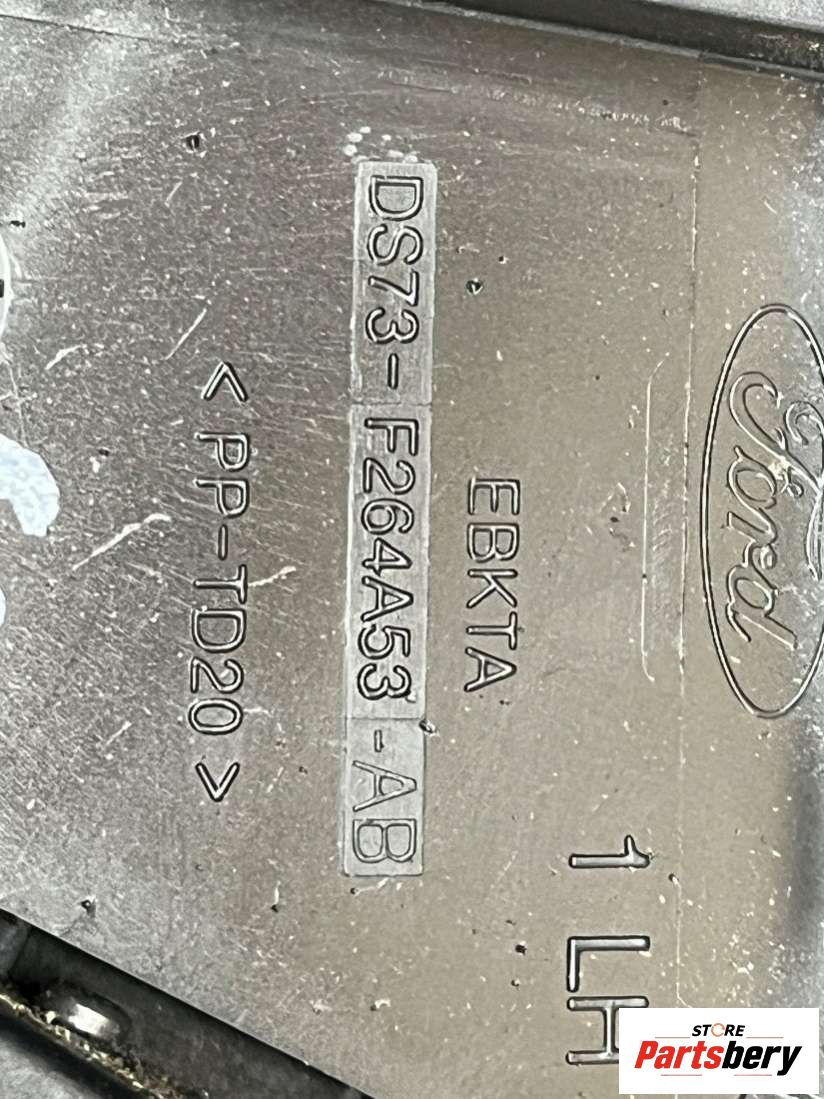 Ford
1 LH
EBKTA
DS73-F264A53-AB
<PP-TD20>
STORE
Partsbery